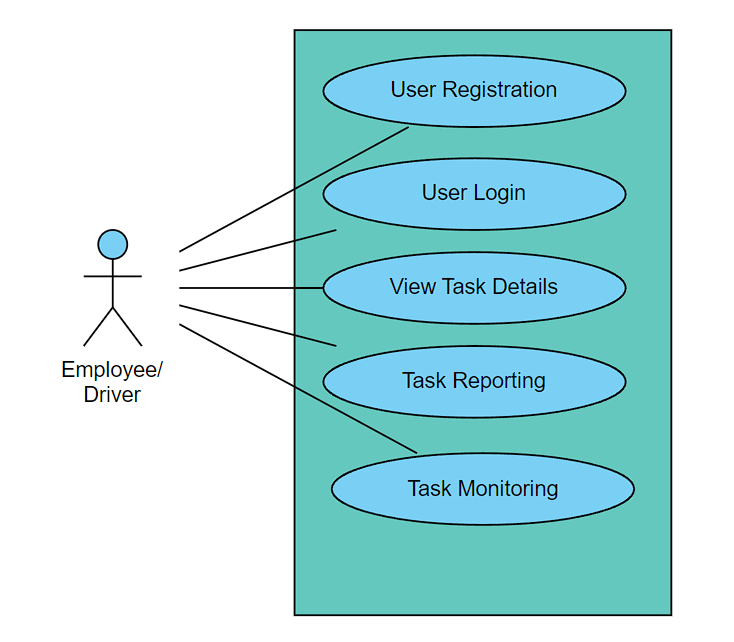 User Registration
User Login
View Task Details
Task Reporting
Task Monitoring
Employee/
Driver